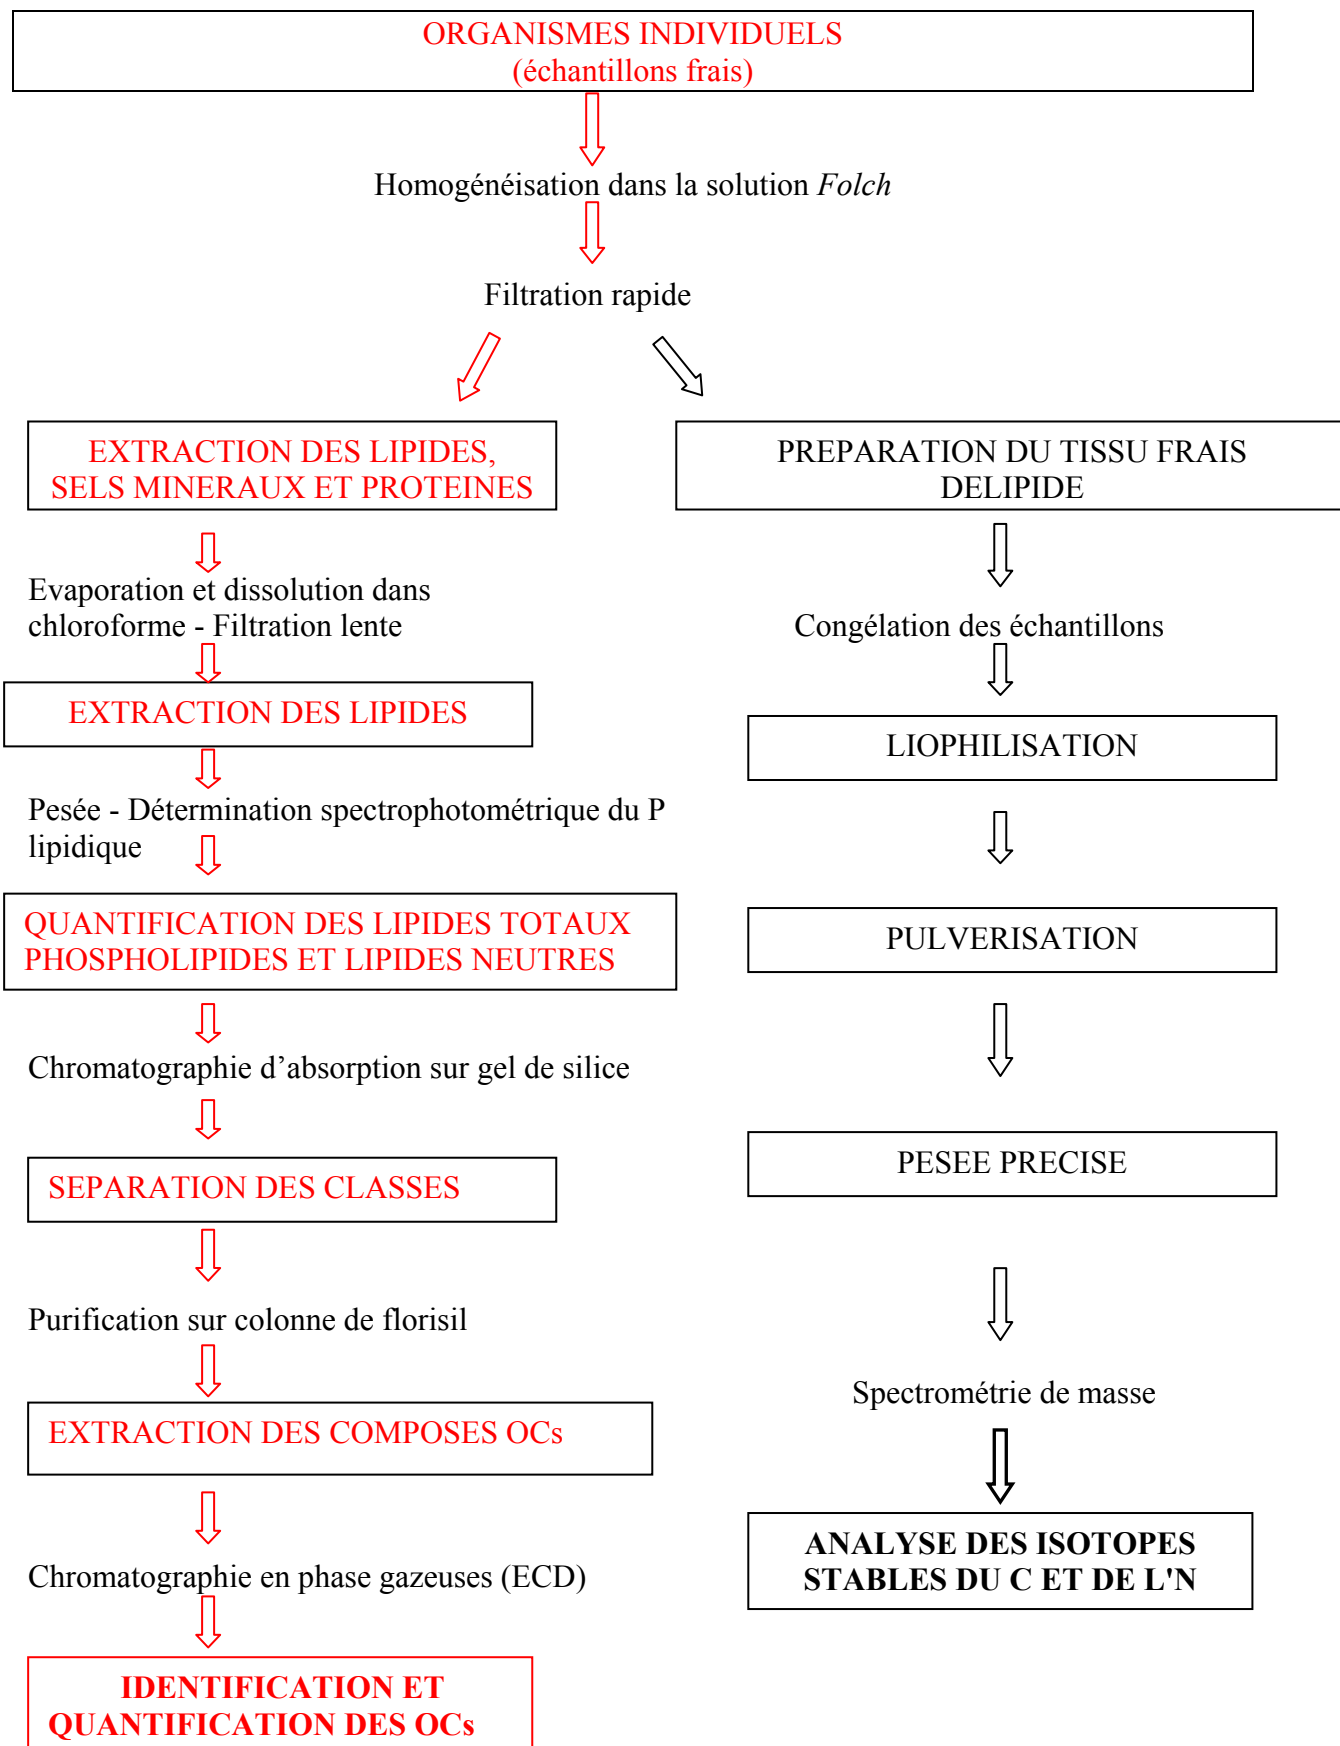 ORGANISMES INDIVIDUELS
(échantillons frais)
Homogénéisation dans la solution Folch
Filtration rapide
EXTRACTION DES LIPIDES,
SELS MINERAUX ET PROTEINES
Evaporation et dissolution dans
chloroforme - Filtration lente
EXTRACTION DES LIPIDES
Pesée - Détermination spectrophotométrique du P
lipidique
QUANTIFICATION DES LIPIDES TOTAUX
PHOSPHOLIPIDES ET LIPIDES NEUTRES
Chromatographie d’absorption sur gel de silice
SEPARATION DES CLASSES
Purification sur colonne de florisil
EXTRACTION DES COMPOSES OCs
Chromatographie en phase gazeuses (ECD)
IDENTIFICATION ET
QUANTIFICATION DES OCs
PREPARATION DU TISSU FRAIS
DELIPIDE
Congélation des échantillons
LIOPHILISATION
PULVERISATION
PESEE PRECISE
Spectrométrie de masse
ANALYSE DES ISOTOPES
STABLES DU C ET DE L'N